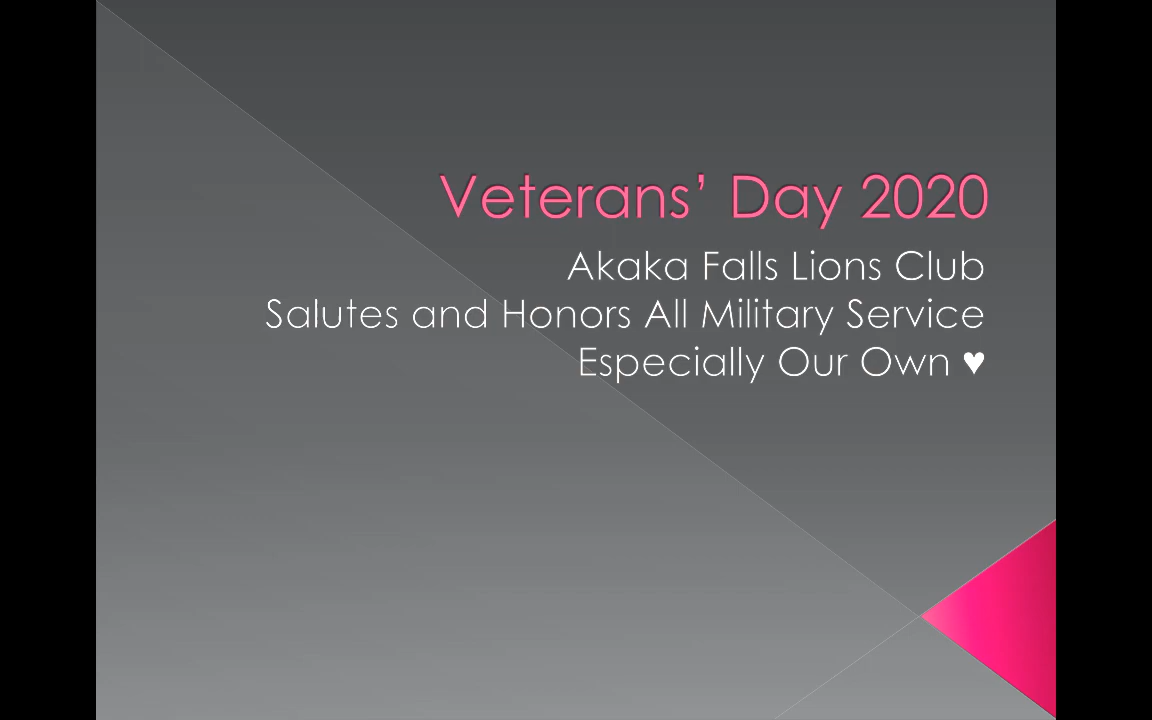 Veterans’ Day 2020
Akaka Falls Lions Club
Salutes and Honors All Military Service
Especially Our Own ♥